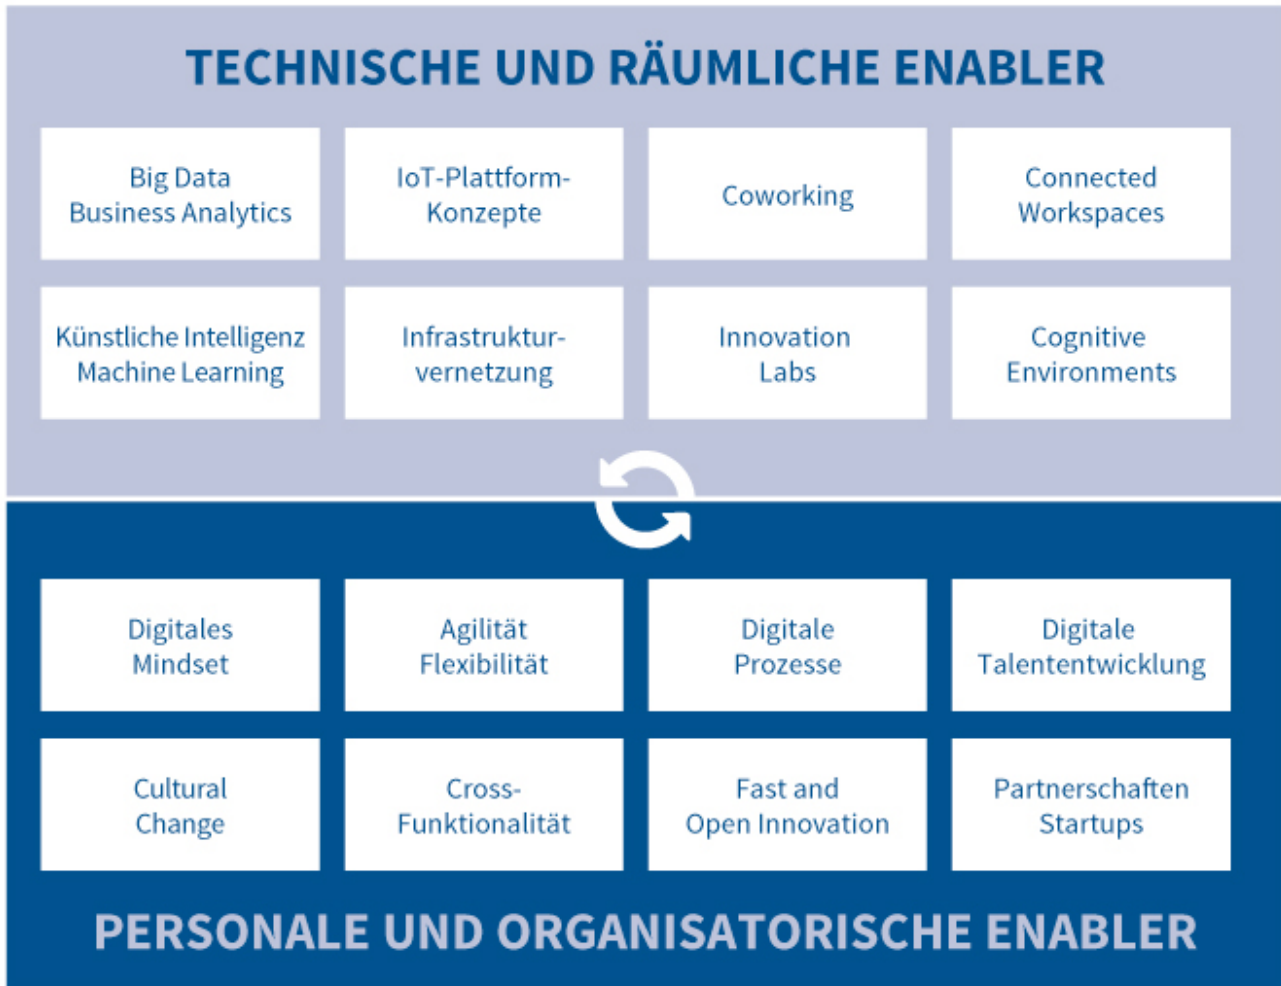 TECHNISCHE UND RÄUMLICHE ENABLER
Big Data
Business Analytics
IoT-Plattform-
Konzepte
Coworking
Connected
Workspaces
Künstliche Intelligenz
Machine Learning
Infrastruktur-
vernetzung
Innovation
Labs
Cognitive
Environments
Digitales
Mindset
Agilität
Flexibilität
Digitale
Prozesse
Digitale
Talententwicklung
Cultural
Change
Cross-
Funktionalität
Fast and
Open Innovation
Partnerschaften
Startups
PERSONALE UND ORGANISATORISCHE ENABLER